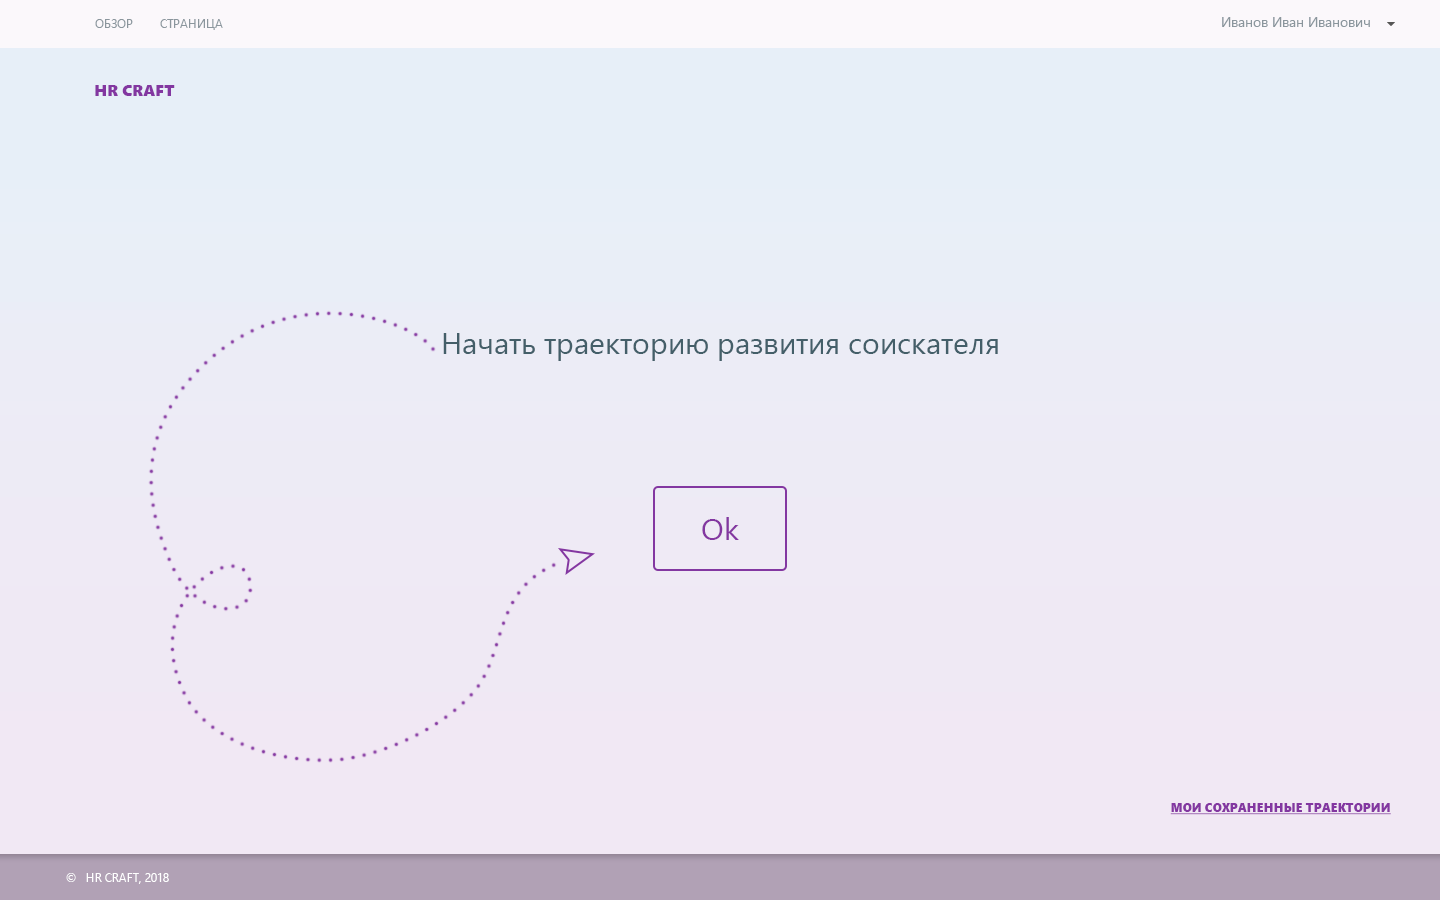 ОБЗОР СТРАНИЦА Иванов Иван Иванович
HR CRAFT
Начать траекторию развития соискателя
Ok
МОИ СОХРАНЕННЫЕ ТРАЕКТОРИИ
© HR CRAFT, 2018